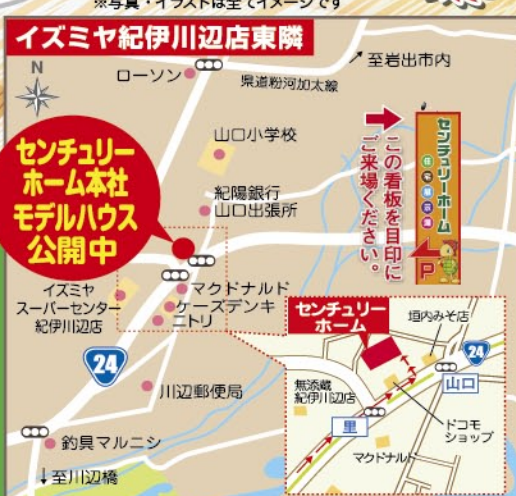 ※写真・イラストは全てイメージです
イズミヤ紀伊川辺店東隣
N
ローソン
県道粉河加太線
至岩出市内
山口小学校
センチュリー
ホーム本社
モデルハウス
公開中
紀陽銀行
山口出張所
この看板を目印に
ご来場ください。
センチュリーホーム
住宅展示場
P
イズミヤ
スーパーセンター
紀伊川辺店
マクドナルド
ケーズデンキ
ニトリ
24
川辺郵便局
釣具マルニシ
↓至川辺橋
センチュリー
ホーム
垣内みそ店
24
無添蔵
紀伊川辺店
山口
里
ドコモ
ショップ
マクドナルド